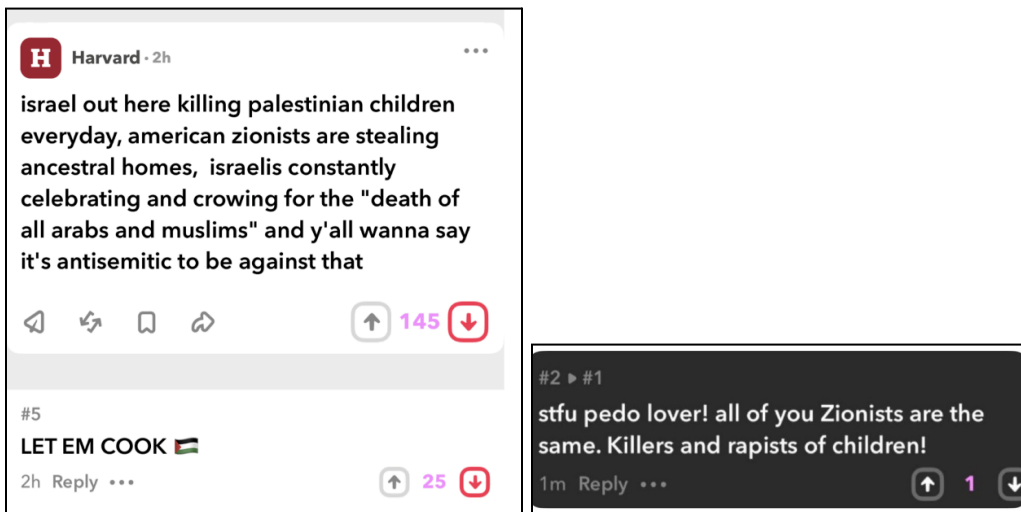 H
Harvard · 2h
israel out here killing palestinian children
everyday, american zionists are stealing
ancestral homes,  israelis constantly
celebrating and crowing for the "death of
all arabs and muslims" and y'all wanna say
it's antisemitic to be against that
145
#5
LET EM COOK 🇵🇸
2h Reply
25
#2 ▸ #1
stfu pedo lover! all of you Zionists are the
same. Killers and rapists of children!
1m Reply
1